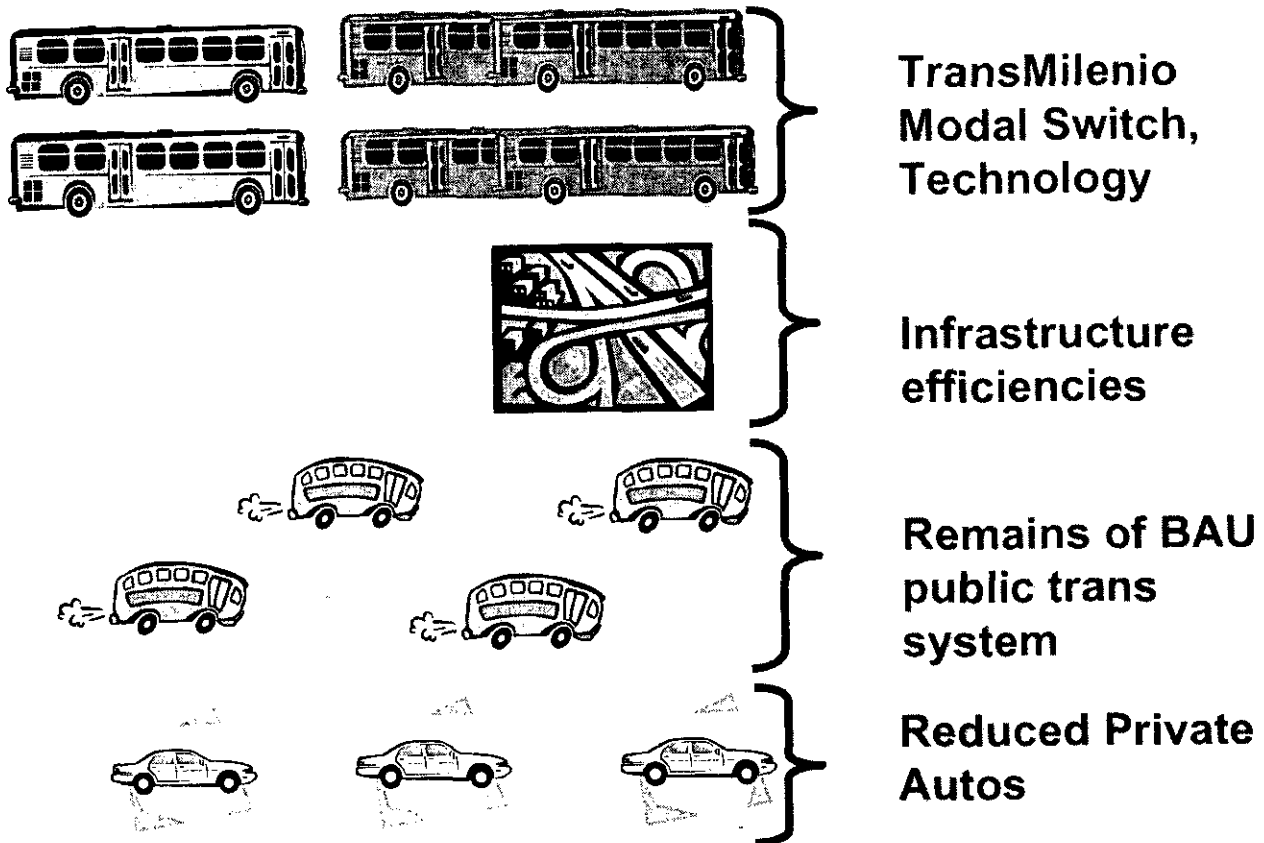 TransMilenio
Modal Switch,
Technology
Infrastructure
efficiencies
Remains of BAU
public trans
system
Reduced Private
Autos